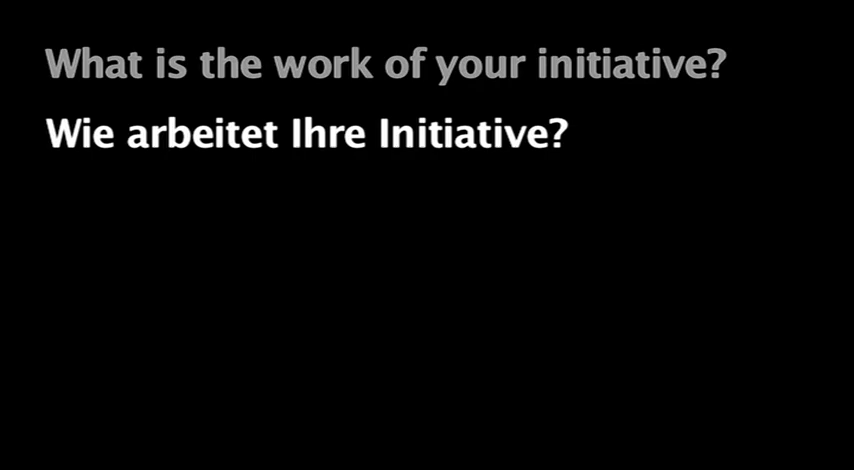 What is the work of your initiative?
Wie arbeitet Ihre Initiative?